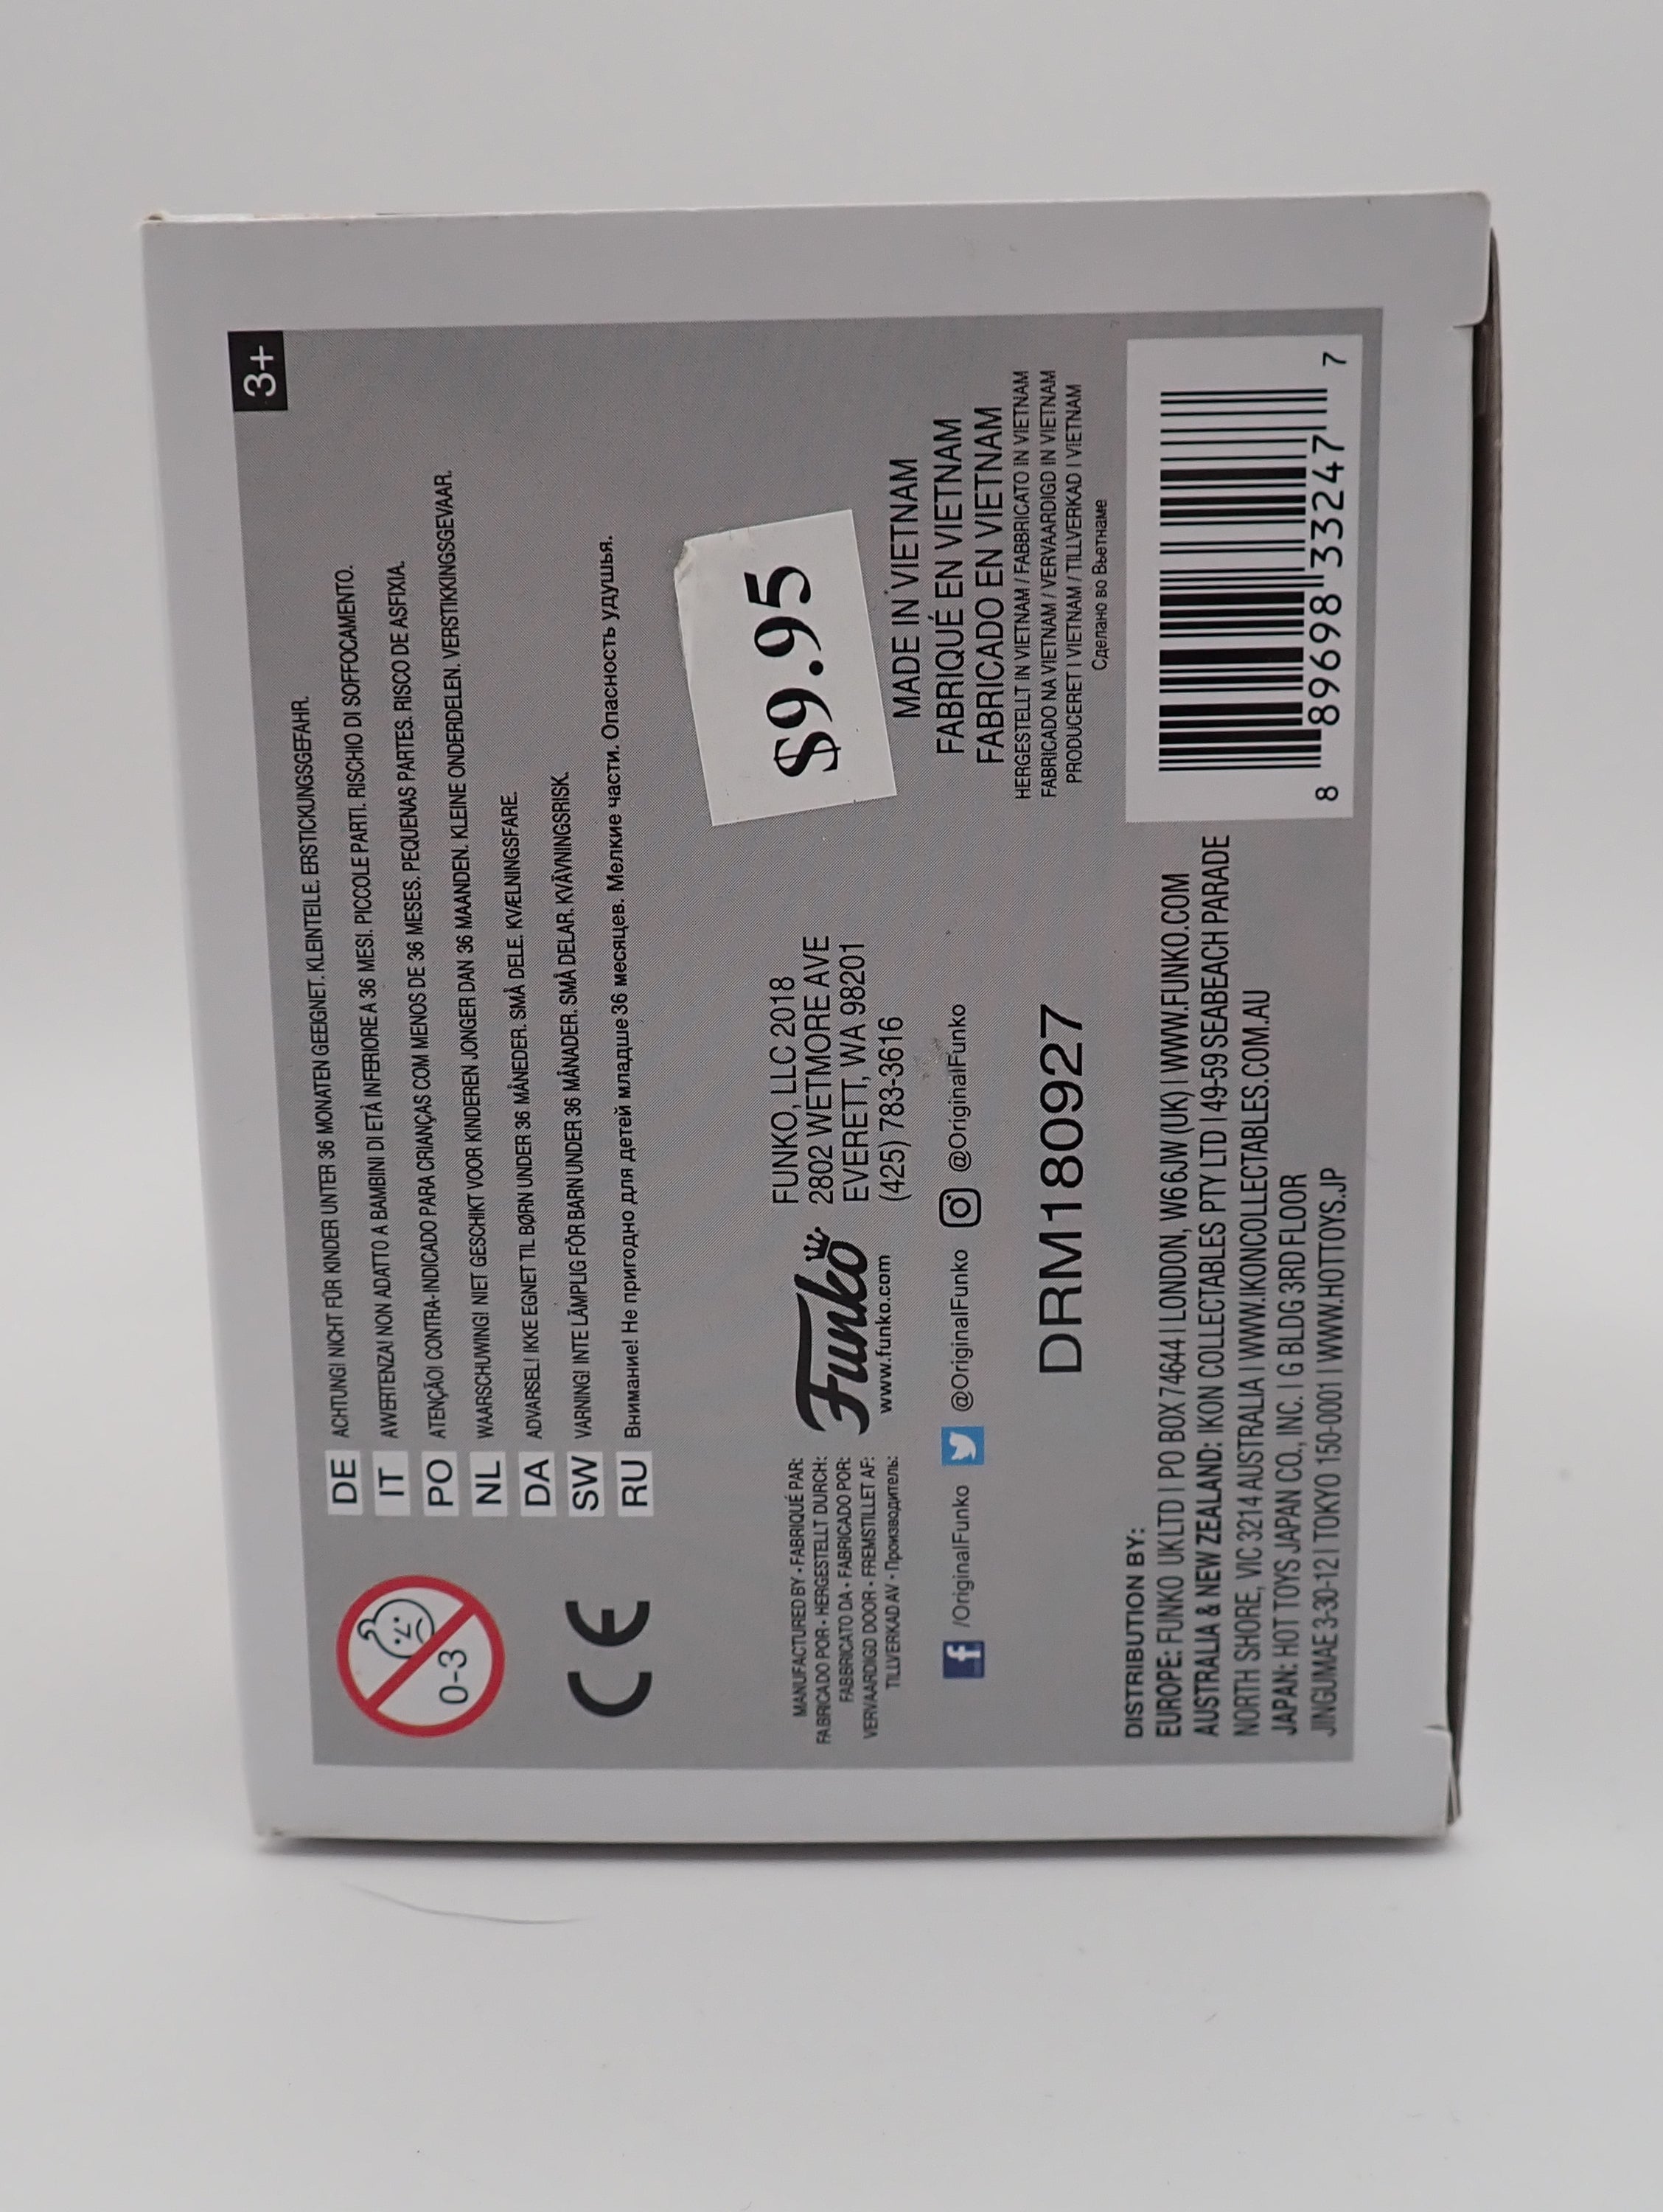 3+
0-3
DE ACHTUNG! NICHT FÜR KINDER UNTER 36 MONATEN GEEIGNET. KLEINTEILE. ERSTICKUNGSGEFAHR.
IT AWERTENZA! NON ADATTO A BAMBINI DI ETÀ INFERIORE A 36 MESI. PICCOLE PARTI. RISCHIO DI SOFFOCAMENTO.
PO ATENÇÃO! CONTRA-INDICADO PARA CRIANÇAS COM MENOS DE 36 MESES. PEQUENAS PARTES. RISCO DE ASFIXIA.
NL WAARSCHUWING! NIET GESCHIKT VOOR KINDEREN JONGER DAN 36 MAANDEN. KLEINE ONDERDELEN. VERSTIKKINGSGEVAAR.
DA ADVARSEL! IKKE EGNET TIL BØRN UNDER 36 MÅNEDER. SMÅ DELE. KVÆLNINGSFARE.
SW VARNING! INTE LÄMPLIG FÖR BARN UNDER 36 MÅNADER. SMÅ DELAR. KVÄVNINGSRISK.
RU Внимание! Не пригодно для детей младше 36 месяцев. Мелкие части. Опасность удушья.
CE
MANUFACTURED BY • FABRIQUÉ PAR:
FABRICADO POR • HERGESTELLT DURCH:
FABBRICATO DA • FABRICADO POR:
VERVAARDIGD DOOR • FREMSTILLET AF:
TILLVERKAD AV • Производитель:
Funko
www.funko.com
FUNKO, LLC 2018
2802 WETMORE AVE
EVERETT, WA 98201
(425) 783-3616
/OriginalFunko @OriginalFunko @OriginalFunko
DRM180927
$9.95
MADE IN VIETNAM
FABRIQUÉ EN VIETNAM
FABRICADO EN VIETNAM
HERGESTELLT IN VIETNAM / FABBRICATO IN VIETNAM
FABRICADO NA VIETNAM / VERVAARDIGD IN VIETNAM
PRODUCERET I VIETNAM / TILLVERKAD I VIETNAM
Сделано во Вьетнаме
DISTRIBUTION BY:
EUROPE: FUNKO UK LTD | PO BOX 74644 | LONDON, W6 6JW (UK) | WWW.FUNKO.COM
AUSTRALIA & NEW ZEALAND: IKON COLLECTABLES PTY LTD | 49-59 SEABEACH PARADE
NORTH SHORE, VIC 3214 AUSTRALIA | WWW.IKONCOLLECTABLES.COM.AU
JAPAN: HOT TOYS JAPAN CO., INC. | G BLDG 3RD FLOOR
JINGUMAE 3-30-12 | TOKYO 150-0001 | WWW.HOTTOYS.JP
8 89698 33247 7